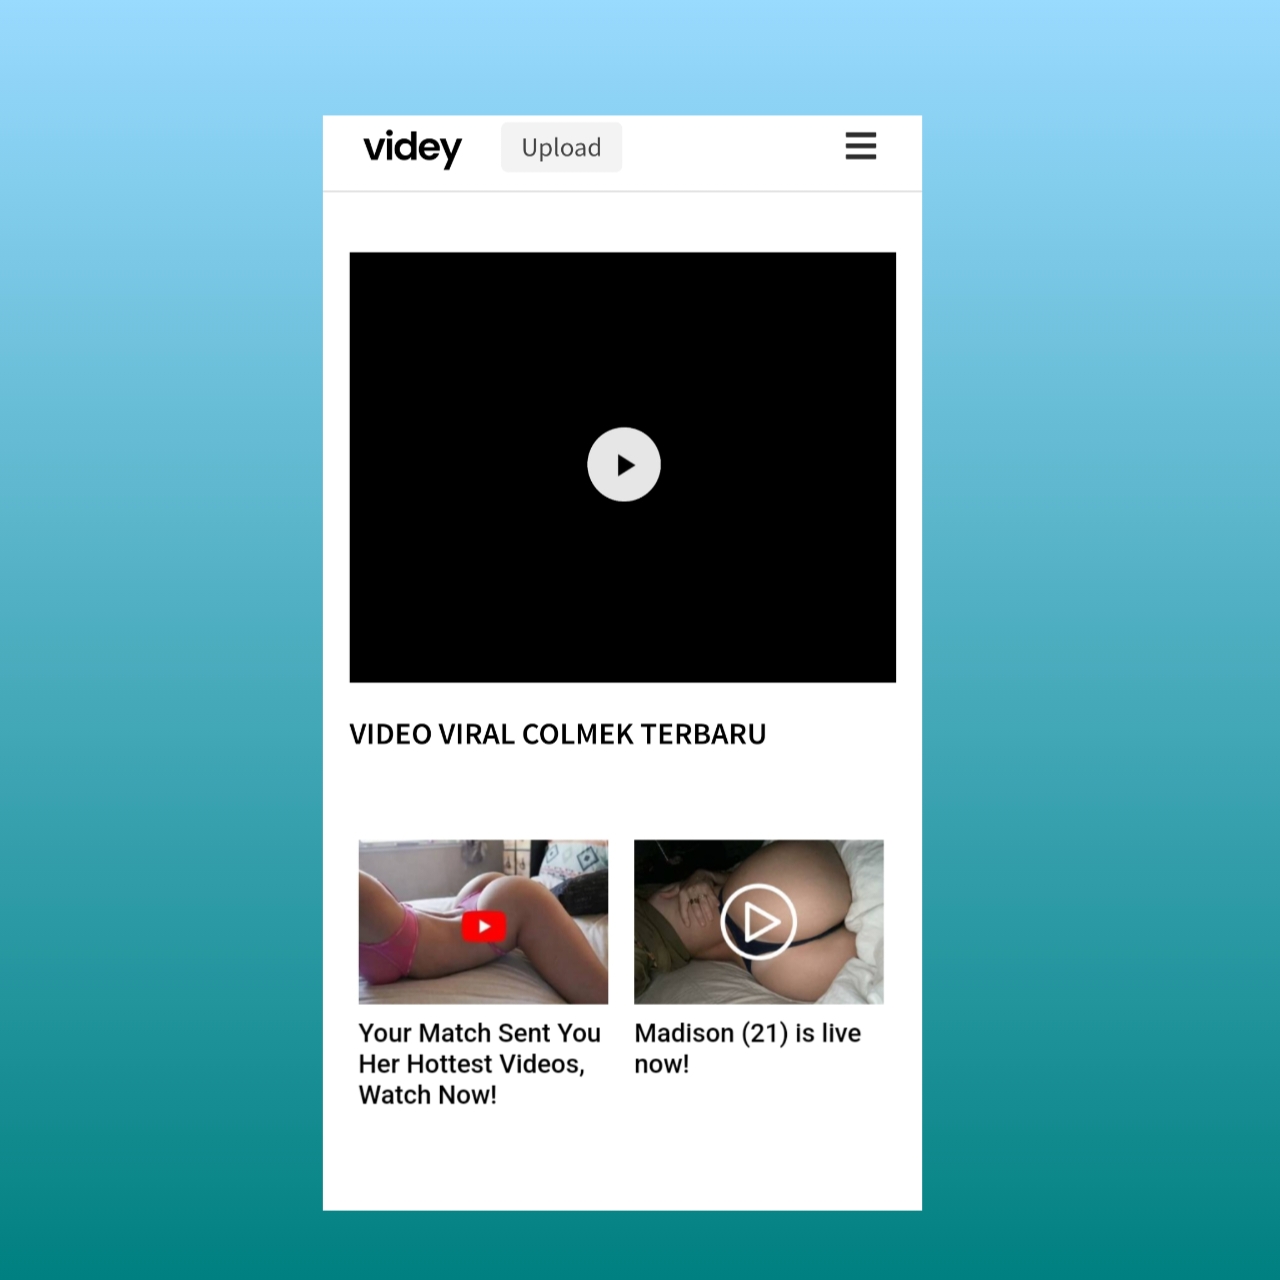 videy
Upload
VIDEO VIRAL COLMEK TERBARU
Your Match Sent You
Her Hottest Videos,
Watch Now!
Madison (21) is live
now!